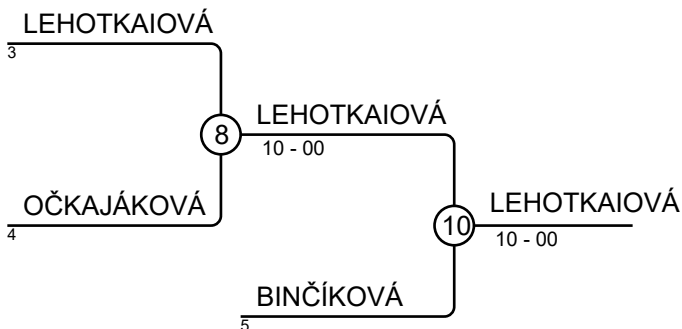 LEHOTKAIOVÁ
3
8
LEHOTKAIOVÁ
10 - 00
OČKAJÁKOVÁ
4
10
LEHOTKAIOVÁ
10 - 00
BINČÍKOVÁ
5